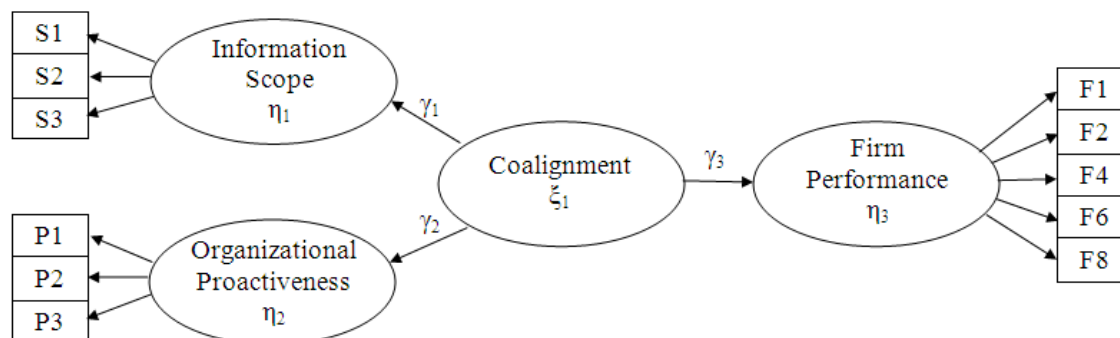 S1
S2
S3
Information
Scope
η1
γ1
Coalignment
ξ1
γ3
Firm
Performance
η3
F1
F2
F4
F6
F8
P1
P2
P3
Organizational
Proactiveness
η2
γ2